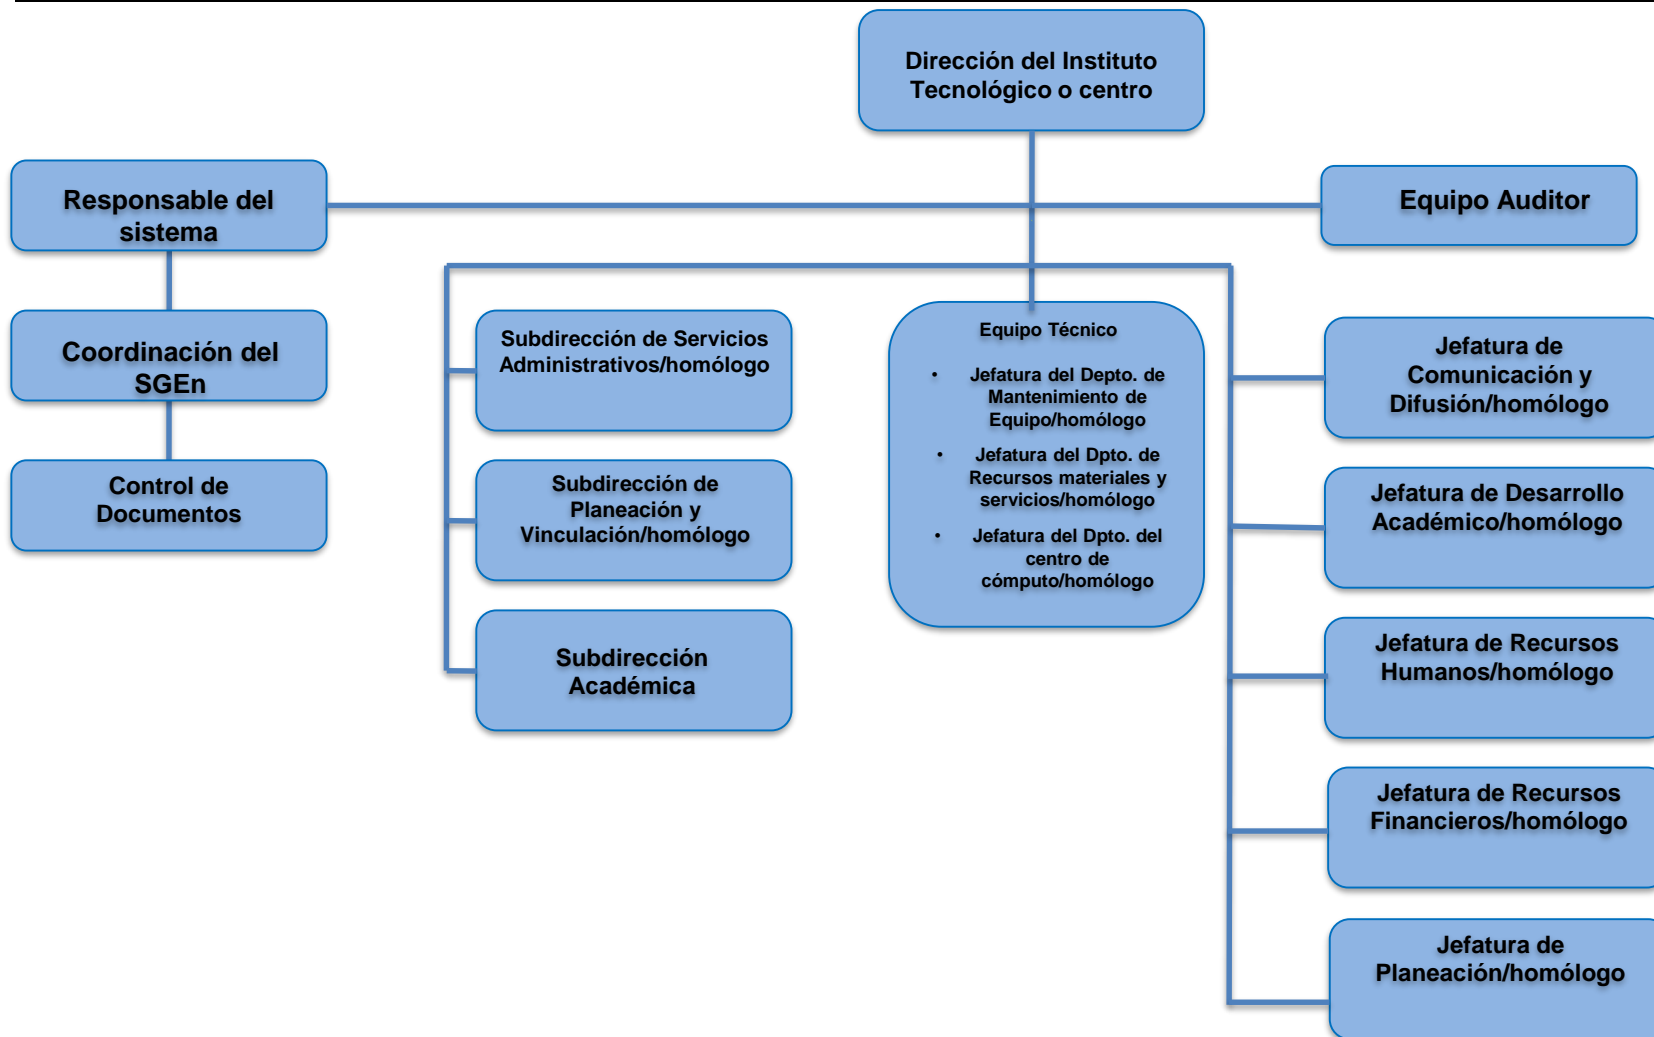 Dirección del Instituto
Tecnológico o centro
Responsable del
sistema
Equipo Auditor
Coordinación del
SGEn
Control de
Documentos
Subdirección de Servicios
Administrativos/homólogo
Subdirección de
Planeación y
Vinculación/homólogo
Subdirección
Académica
Equipo Técnico
• Jefatura del Depto. de
Mantenimiento de
Equipo/homólogo
• Jefatura del Dpto. de
Recursos materiales y
servicios/homólogo
• Jefatura del Dpto. del
centro de
cómputo/homólogo
Jefatura de
Comunicación y
Difusión/homólogo
Jefatura de Desarrollo
Académico/homólogo
Jefatura de Recursos
Humanos/homólogo
Jefatura de Recursos
Financieros/homólogo
Jefatura de
Planeación/homólogo